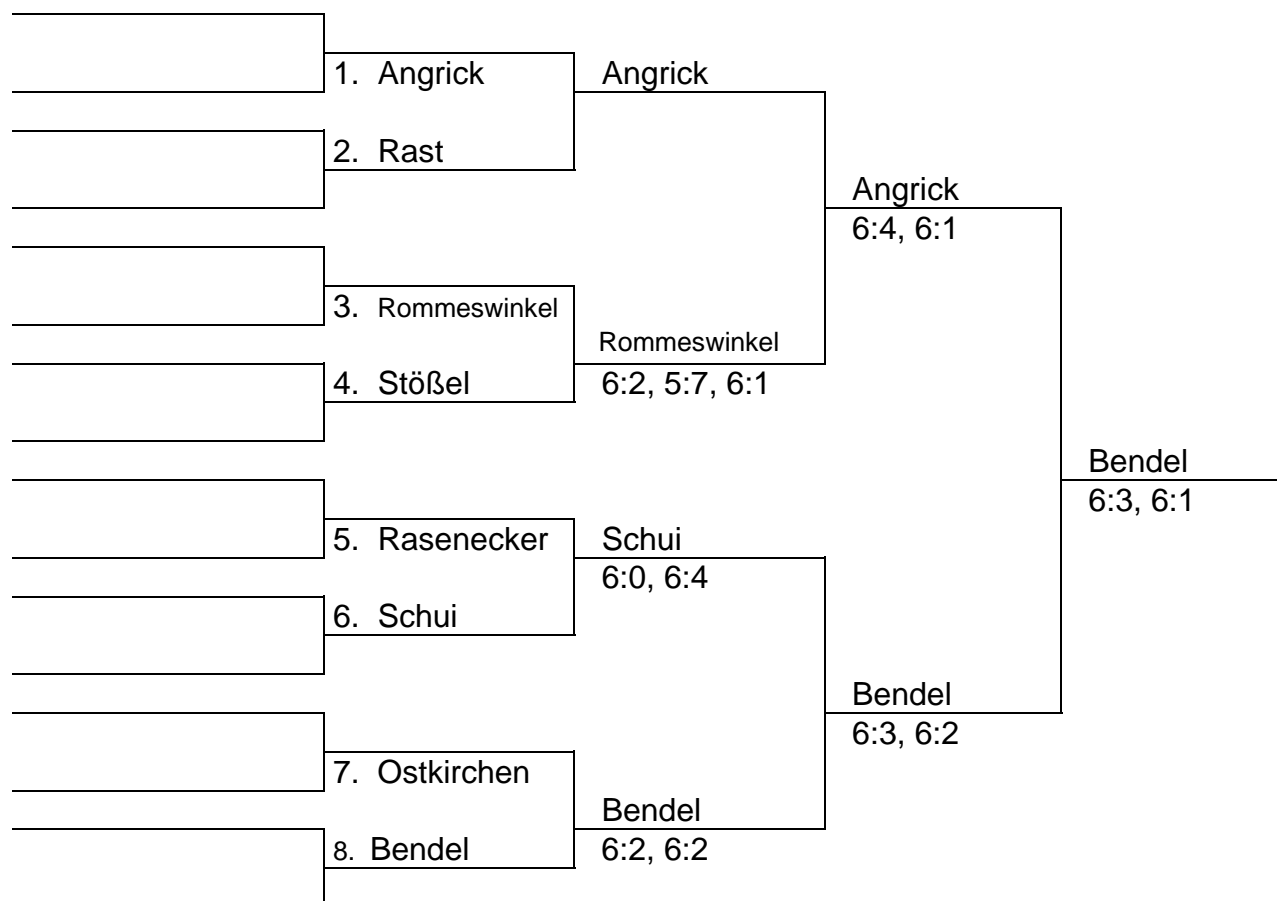 1. Angrick
Angrick
2. Rast
Angrick
6:4, 6:1
3. Rommeswinkel
Rommeswinkel
4. Stößel
6:2, 5:7, 6:1
Bendel
6:3, 6:1
5. Rasenecker
Schui
6:0, 6:4
6. Schui
Bendel
6:3, 6:2
7. Ostkirchen
Bendel
8. Bendel
6:2, 6:2